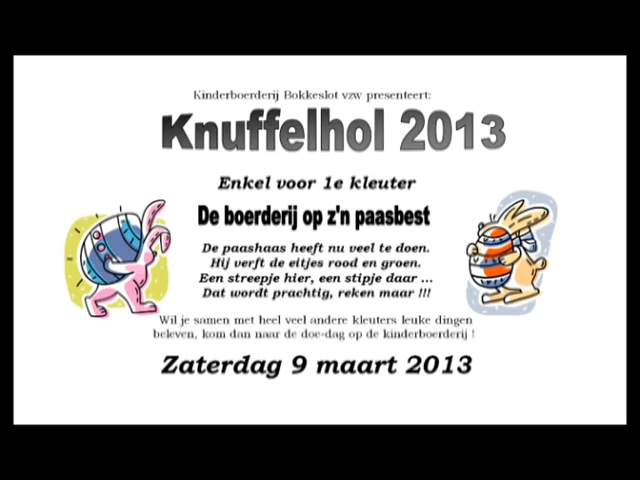 Kinderboerderij Bokkeslot vzw presenteert:
Knuffelhol 2013
Enkel voor 1e kleuter
De boerderij op z'n paasbest
De paashaas heeft nu veel te doen.
Hij verft de eitjes rood en groen.
Een streepje hier, een stipje daar ...
Dat wordt prachtig, reken maar !!!
Wil je samen met heel veel andere kleuters leuke dingen
beleven, kom dan naar de doe-dag op de kinderboerderij !
Zaterdag 9 maart 2013